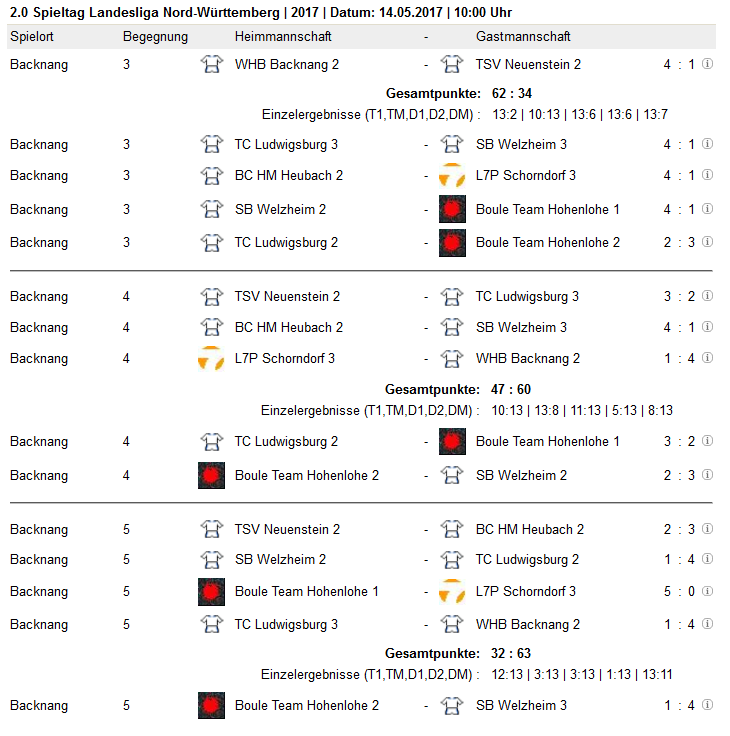 2.0 Spieltag Landesliga Nord-Württemberg | 2017 | Datum: 14.05.2017 | 10:00 Uhr
Spielort Begegnung Heimmannschaft - Gastmannschaft
Backnang 3 WHB Backnang 2 - TSV Neuenstein 2 4 : 1
Gesamtpunkte: 62 : 34
Einzelergebnisse (T1,TM,D1,D2,DM) : 13:2 | 10:13 | 13:6 | 13:6 | 13:7
Backnang 3 TC Ludwigsburg 3 - SB Welzheim 3 4 : 1
Backnang 3 BC HM Heubach 2 - L7P Schorndorf 3 4 : 1
Backnang 3 SB Welzheim 2 - Boule Team Hohenlohe 1 4 : 1
Backnang 3 TC Ludwigsburg 2 - Boule Team Hohenlohe 2 2 : 3
Backnang 4 TSV Neuenstein 2 - TC Ludwigsburg 3 3 : 2
Backnang 4 BC HM Heubach 2 - SB Welzheim 3 4 : 1
Backnang 4 L7P Schorndorf 3 - WHB Backnang 2 1 : 4
Gesamtpunkte: 47 : 60
Einzelergebnisse (T1,TM,D1,D2,DM) : 10:13 | 13:8 | 11:13 | 5:13 | 8:13
Backnang 4 TC Ludwigsburg 2 - Boule Team Hohenlohe 1 3 : 2
Backnang 4 Boule Team Hohenlohe 2 - SB Welzheim 2 2 : 3
Backnang 5 TSV Neuenstein 2 - BC HM Heubach 2 2 : 3
Backnang 5 SB Welzheim 2 - TC Ludwigsburg 2 1 : 4
Backnang 5 Boule Team Hohenlohe 1 - L7P Schorndorf 3 5 : 0
Backnang 5 TC Ludwigsburg 3 - WHB Backnang 2 1 : 4
Gesamtpunkte: 32 : 63
Einzelergebnisse (T1,TM,D1,D2,DM) : 12:13 | 3:13 | 3:13 | 1:13 | 13:11
Backnang 5 Boule Team Hohenlohe 2 - SB Welzheim 3 1 : 4